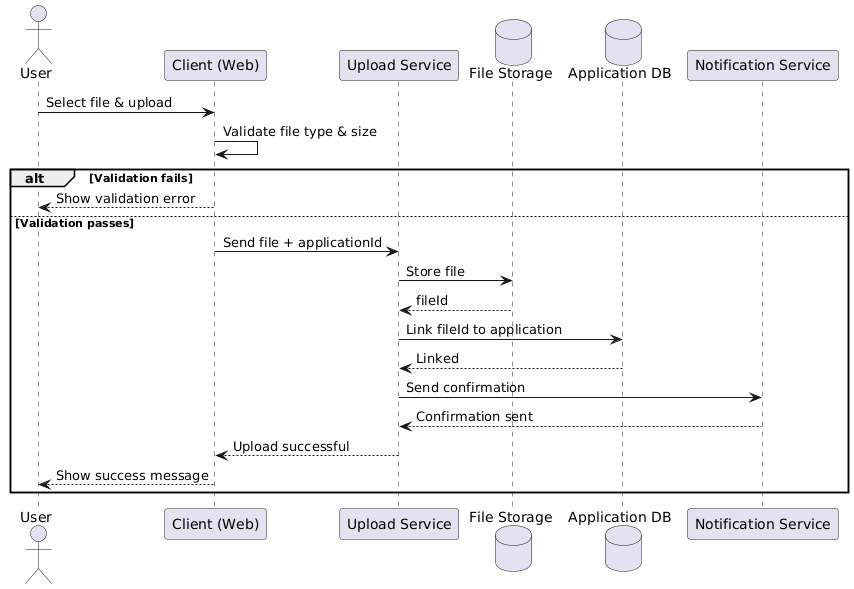 User
Client (Web)
Upload Service
File Storage
Application DB
Notification Service
Select file & upload
Validate file type & size
alt
[Validation fails]
Show validation error
[Validation passes]
Send file + applicationId
Store file
fileId
Link fileId to application
Linked
Send confirmation
Confirmation sent
Upload successful
Show success message
User
Client (Web)
Upload Service
File Storage
Application DB
Notification Service